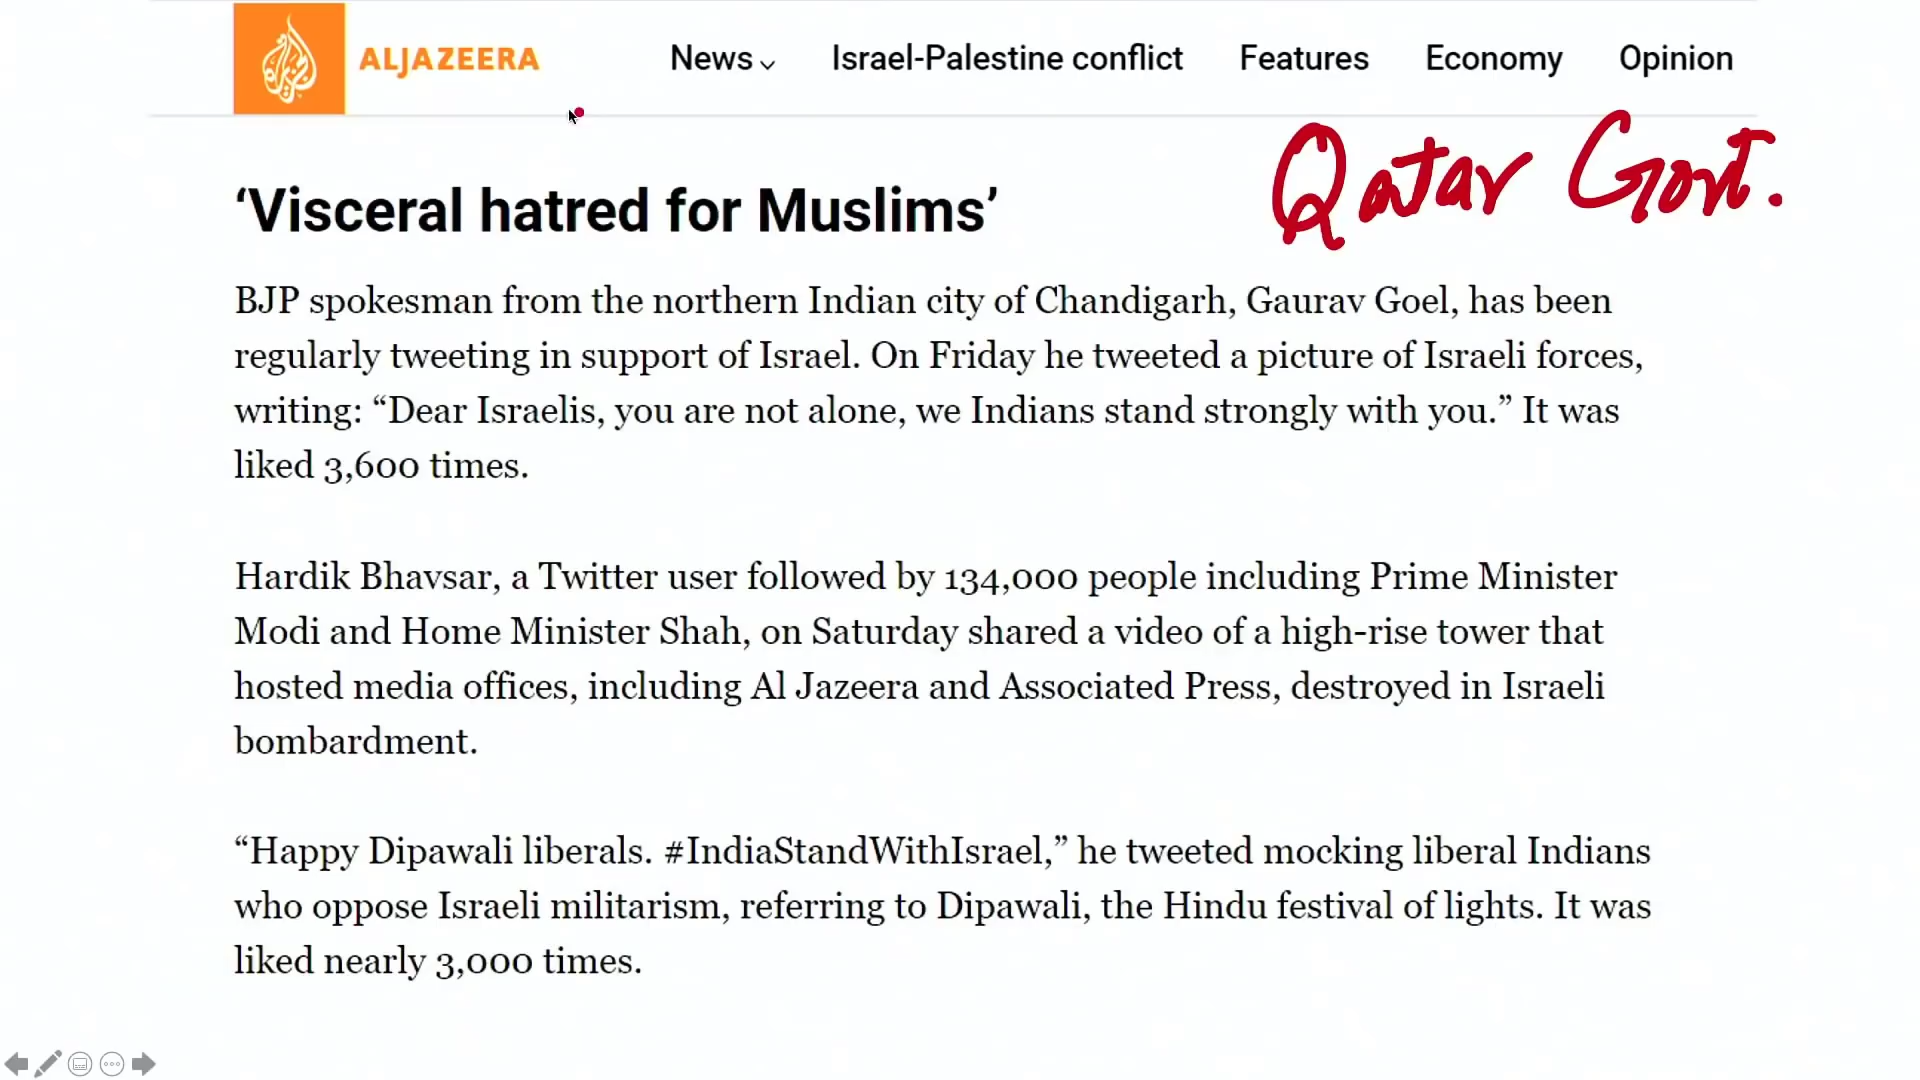 ALJAZEERA News Israel-Palestine conflict Features Economy Opinion
Qatar Govt.
‘Visceral hatred for Muslims’
BJP spokesman from the northern Indian city of Chandigarh, Gaurav Goel, has been
regularly tweeting in support of Israel. On Friday he tweeted a picture of Israeli forces,
writing: “Dear Israelis, you are not alone, we Indians stand strongly with you.” It was
liked 3,600 times.
Hardik Bhavsar, a Twitter user followed by 134,000 people including Prime Minister
Modi and Home Minister Shah, on Saturday shared a video of a high-rise tower that
hosted media offices, including Al Jazeera and Associated Press, destroyed in Israeli
bombardment.
“Happy Dipawali liberals. #IndiaStandWithIsrael,” he tweeted mocking liberal Indians
who oppose Israeli militarism, referring to Dipawali, the Hindu festival of lights. It was
liked nearly 3,000 times.